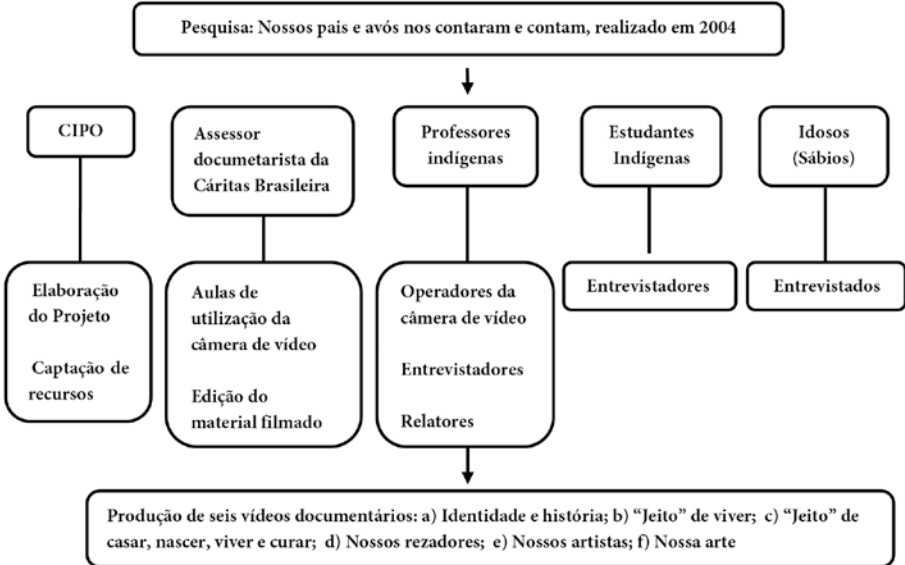 Pesquisa: Nossos pais e avós nos contaram e contam, realizado em 2004
CIPO
Assessor
documetarista da
Cáritas Brasileira
Professores
indígenas
Estudantes
Indígenas
Idosos
(Sábios)
Elaboração
do Projeto
Captação de
recursos
Aulas de
utilização da
câmera de vídeo
Edição do
material filmado
Operadores da
câmera de vídeo
Entrevistadores
Relatores
Entrevistadores
Entrevistados
Produção de seis vídeos documentários: a) Identidade e história; b) “Jeito” de viver; c) “Jeito” de
casar, nascer, viver e curar; d) Nossos rezadores; e) Nossos artistas; f) Nossa arte